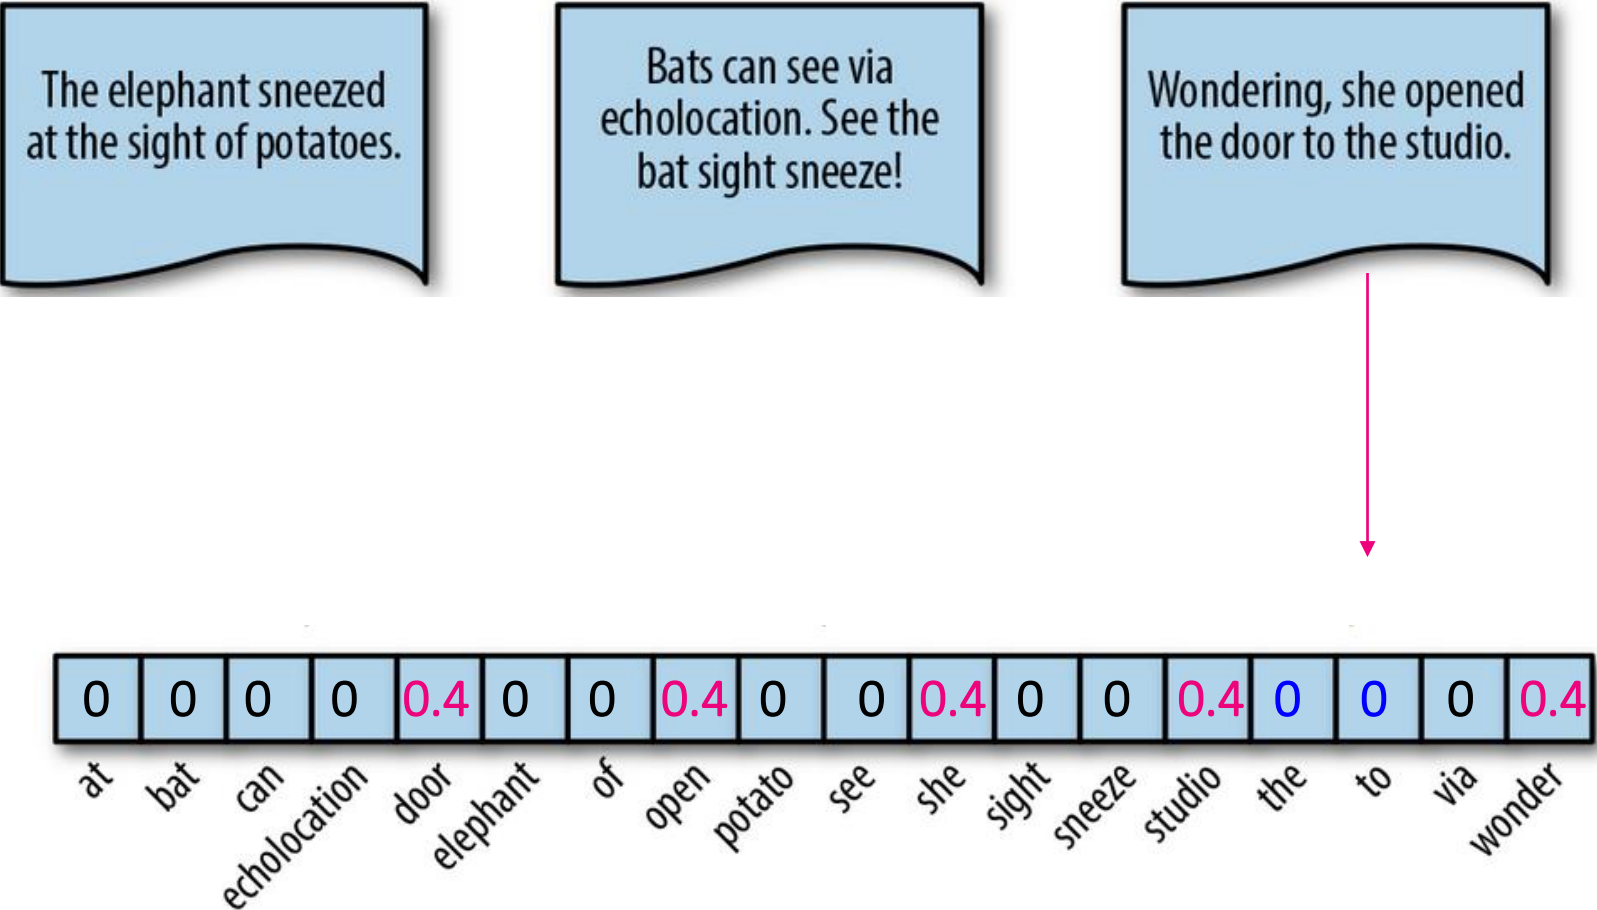 The elephant sneezed
at the sight of potatoes.
Bats can see via
echolocation. See the
bat sight sneeze!
Wondering, she opened
the door to the studio.
0 0 0 0 0.4 0 0 0.4 0 0 0.4 0 0 0.4 0 0 0 0.4
at bat can echolocation door elephant of open potato see she sight sneeze studio the to via wonder